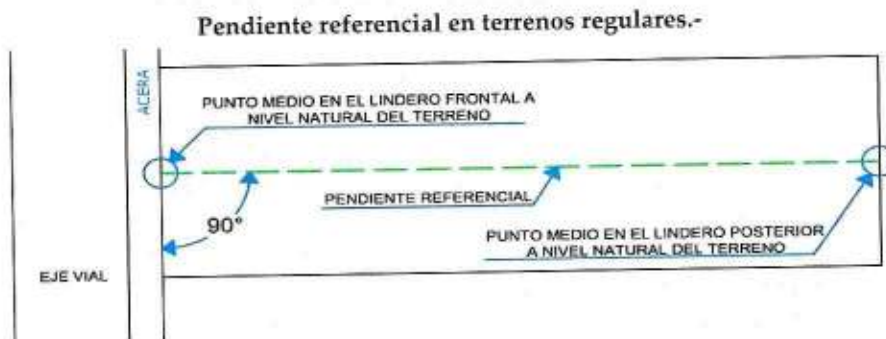 Pendiente referencial en terrenos regulares.-
ACERA
PUNTO MEDIO EN EL LINDERO FRONTAL A
NIVEL NATURAL DEL TERRENO
PENDIENTE REFERENCIAL
90°
PUNTO MEDIO EN EL LINDERO POSTERIOR
A NIVEL NATURAL DEL TERRENO
EJE VIAL